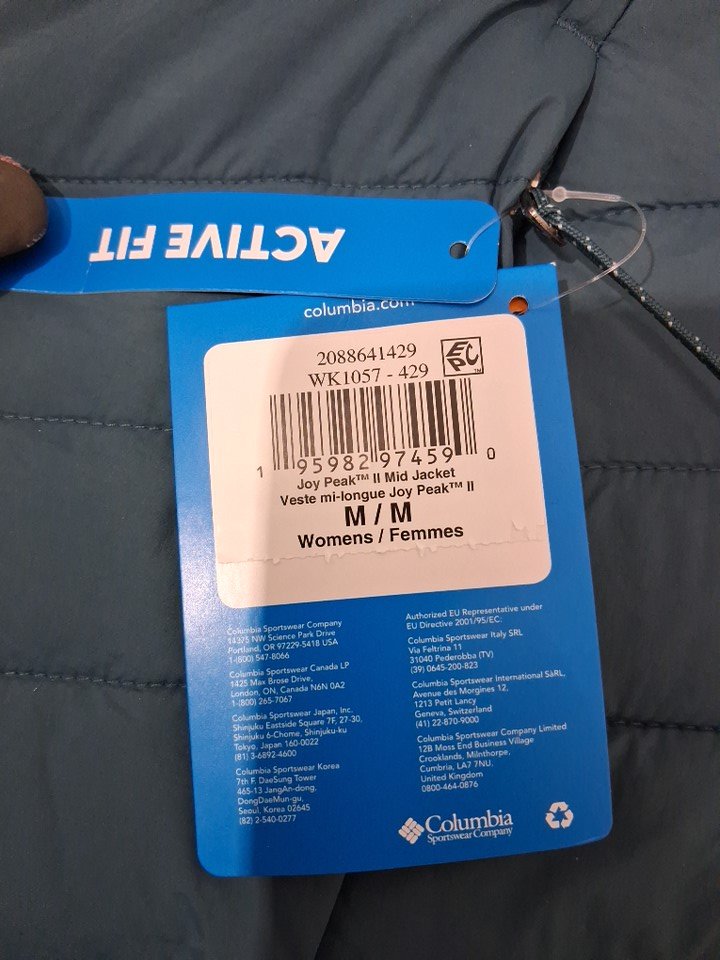 ACTIVE FIT
columbia.com
2088641429
WK1057 - 429
EPC™
1 95982 97459 0
Joy Peak™ II Mid Jacket
Veste mi-longue Joy Peak™ II
M / M
Womens / Femmes
Columbia Sportswear Company
14375 NW Science Park Drive
Portland, OR 97229-5418 USA
1-(800) 547-8066
Columbia Sportswear Canada LP
1425 Max Brose Drive,
London, ON, Canada N6N 0A2
1-(800) 265-7067
Columbia Sportswear Japan, Inc.
Shinjuku Eastside Square 7F, 27-30,
Shinjuku 6-Chome, Shinjuku-ku
Tokyo, Japan 160-0022
(81) 3-6892-4600
Columbia Sportswear Korea
7th F. DaeSung Tower
465-13 JangAn-dong,
DongDaeMun-gu,
Seoul, Korea 02645
(82) 2-540-0277
Authorized EU Representative under
EU Directive 2001/95/EC:
Columbia Sportswear Italy SRL
Via Feltrina 11
31040 Pederobba (TV)
(39) 0645-200-823
Columbia Sportswear International SàRL,
Avenue des Morgines 12,
1213 Petit Lancy
Geneva, Switzerland
(41) 22-870-9000
Columbia Sportswear Company Limited
12B Moss End Business Village
Crooklands, Milnthorpe,
Cumbria, LA7 7NU,
United Kingdom
0800-464-0876
Columbia
Sportswear Company